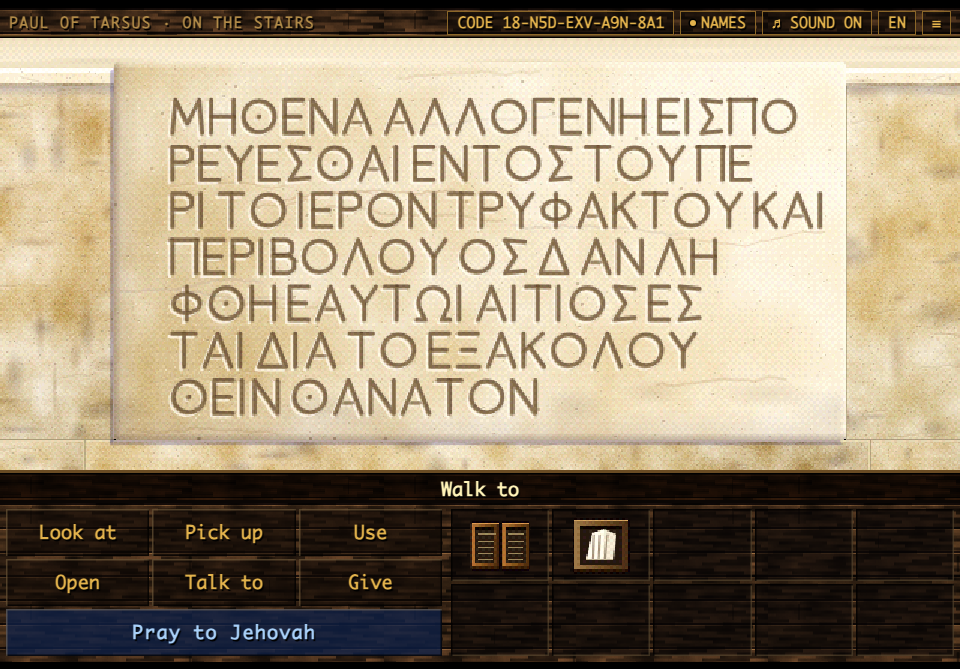 PAUL OF TARSUS · ON THE STAIRS
CODE 18-N5D-EXV-A9N-8A1
NAMES
SOUND ON
EN
ΜΗΘΕΝΑ ΑΛΛΟΓΕΝΗ ΕΙΣΠΟ
ΡΕΥΕΣΘΑΙ ΕΝΤΟΣ ΤΟΥ ΠΕ
ΡΙ ΤΟ ΙΕΡΟΝ ΤΡΥΦΑΚΤΟΥ ΚΑΙ
ΠΕΡΙΒΟΛΟΥ ΟΣ Δ ΑΝ ΛΗ
ΦΘΗ ΕΑΥΤΩΙ ΑΙΤΙΟΣ ΕΣ
ΤΑΙ ΔΙΑ ΤΟ ΕΞΑΚΟΛΟΥ
ΘΕΙΝ ΘΑΝΑΤΟΝ
Walk to
Look at
Pick up
Use
Open
Talk to
Give
Pray to Jehovah